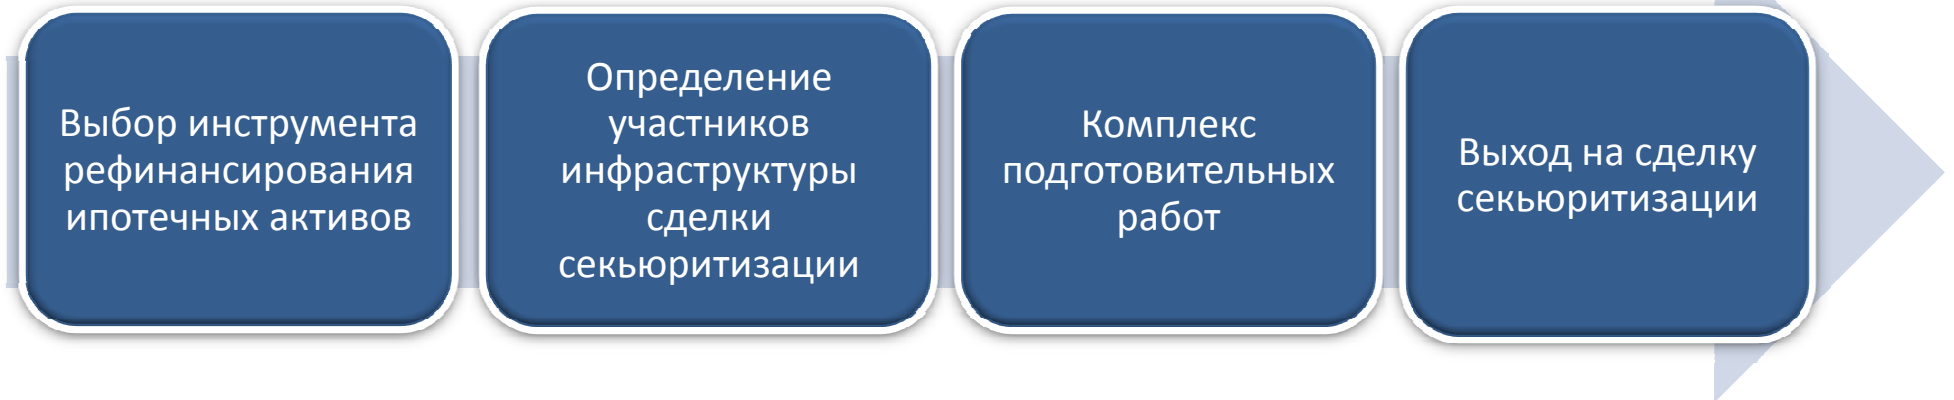 Выбор инструмента
рефинансирования
ипотечных активов
Определение
участников
инфраструктуры
сделки
секьюритизации
Комплекс
подготовительных
работ
Выход на сделку
секьюритизации